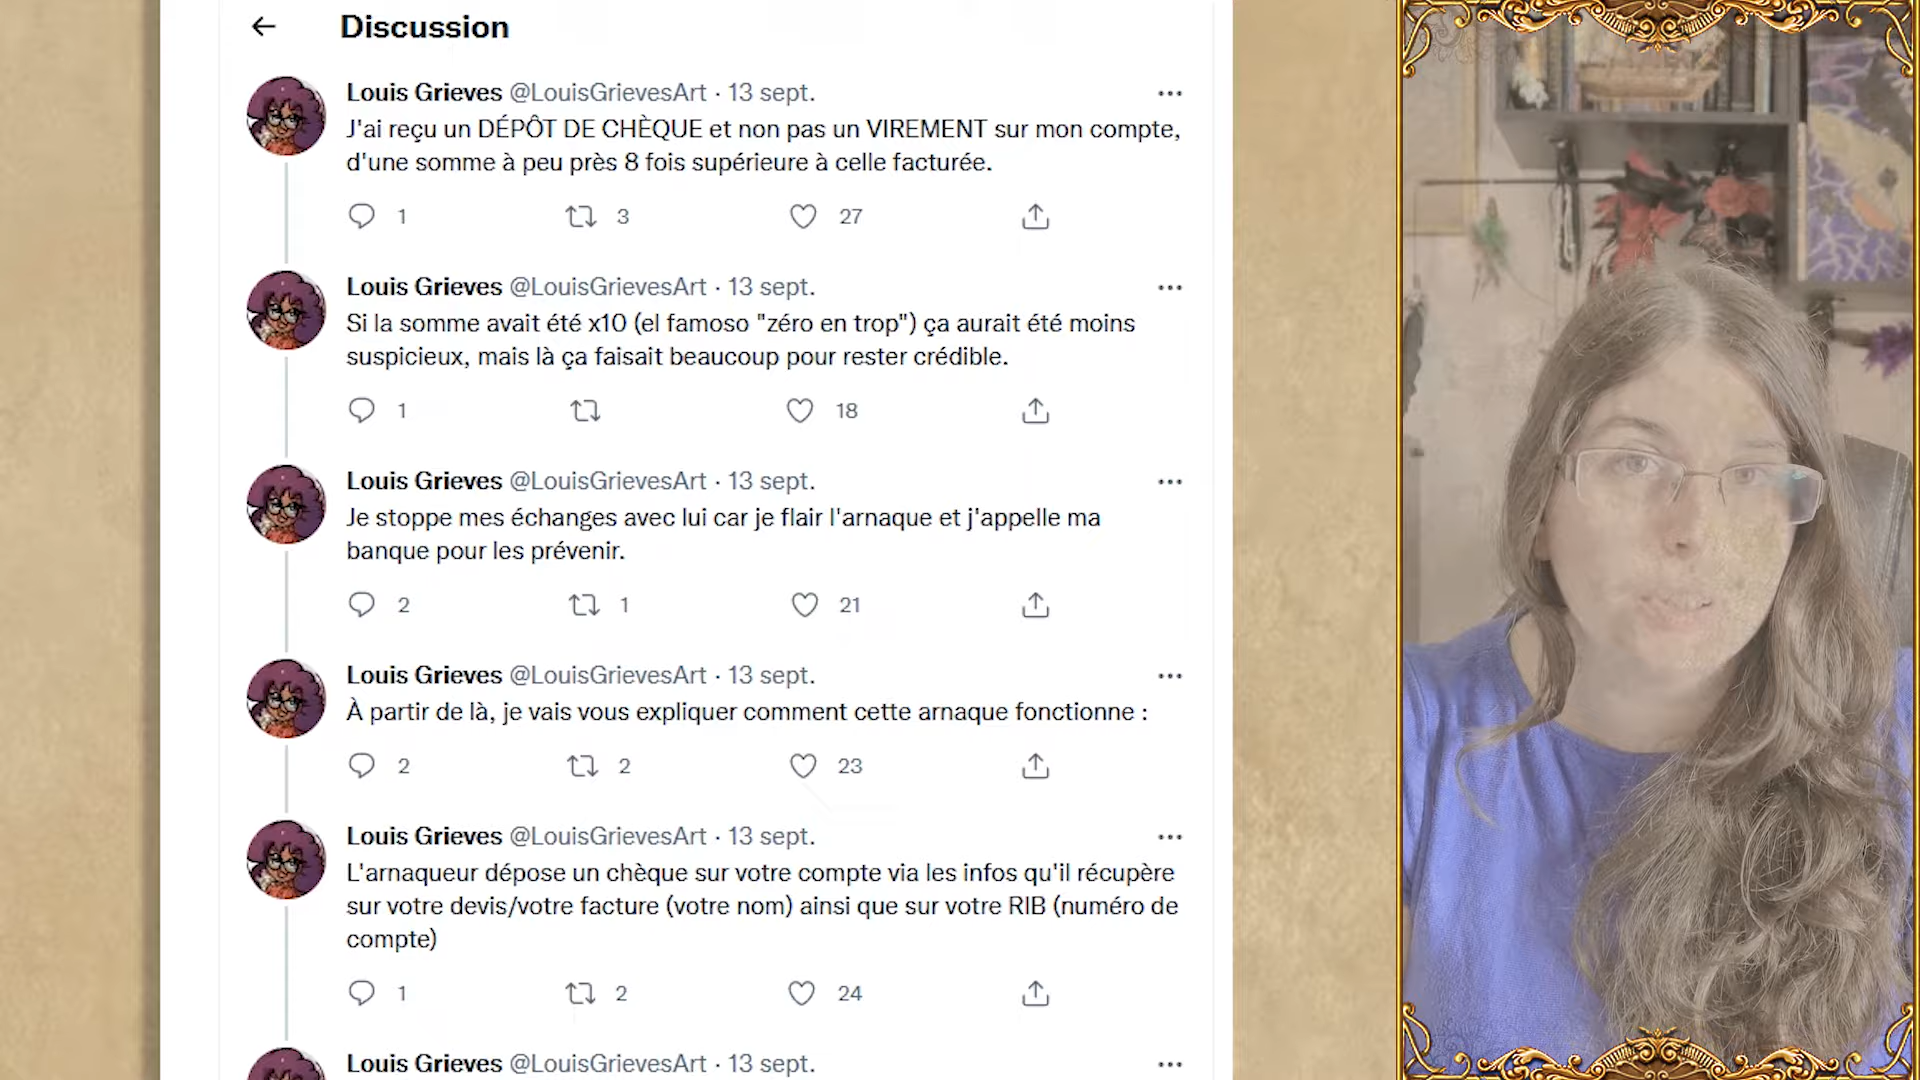 Discussion
Louis Grieves @LouisGrievesArt · 13 sept.
J'ai reçu un DÉPÔT DE CHÈQUE et non pas un VIREMENT sur mon compte,
d'une somme à peu près 8 fois supérieure à celle facturée.
1 3 27
Louis Grieves @LouisGrievesArt · 13 sept.
Si la somme avait été x10 (el famoso "zéro en trop") ça aurait été moins
suspicieux, mais là ça faisait beaucoup pour rester crédible.
1 18
Louis Grieves @LouisGrievesArt · 13 sept.
Je stoppe mes échanges avec lui car je flair l'arnaque et j'appelle ma
banque pour les prévenir.
2 1 21
Louis Grieves @LouisGrievesArt · 13 sept.
À partir de là, je vais vous expliquer comment cette arnaque fonctionne :
2 2 23
Louis Grieves @LouisGrievesArt · 13 sept.
L'arnaqueur dépose un chèque sur votre compte via les infos qu'il récupère
sur votre devis/votre facture (votre nom) ainsi que sur votre RIB (numéro de
compte)
1 2 24
Louis Grieves @LouisGrievesArt · 13 sept.